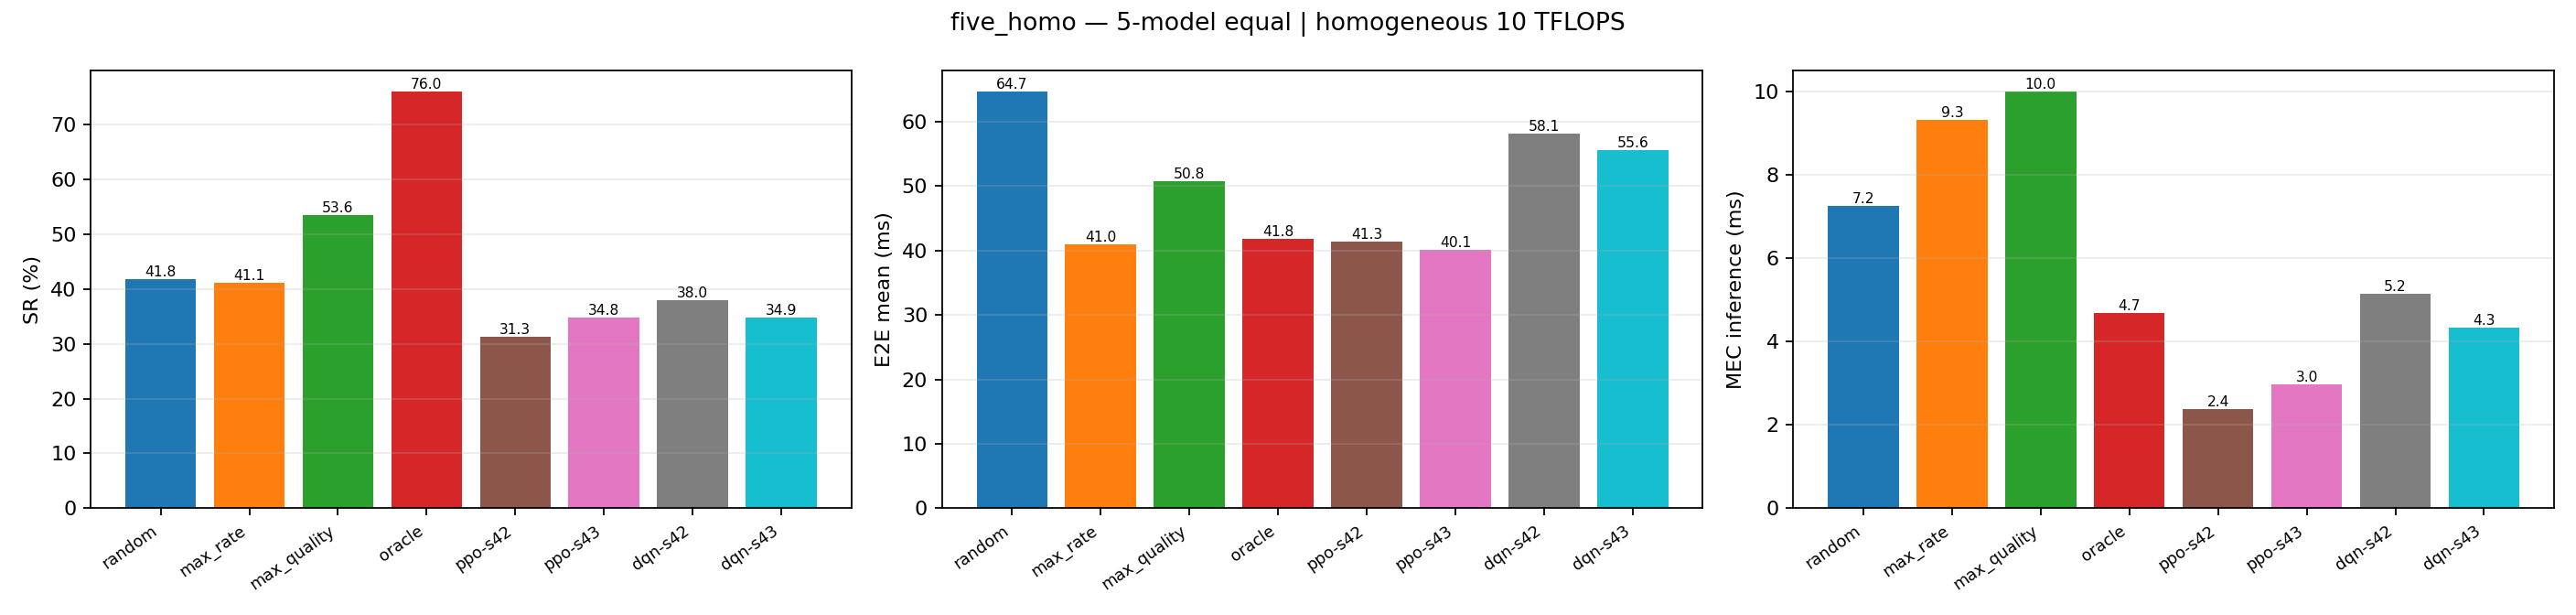 five_homo — 5-model equal | homogeneous 10 TFLOPS
SR (%)
70
60
50
40
30
20
10
0
41.8
41.1
53.6
76.0
31.3
34.8
38.0
34.9
random
max_rate
max_quality
oracle
ppo-s42
ppo-s43
dqn-s42
dqn-s43
E2E mean (ms)
60
50
40
30
20
10
0
64.7
41.0
50.8
41.8
41.3
40.1
58.1
55.6
random
max_rate
max_quality
oracle
ppo-s42
ppo-s43
dqn-s42
dqn-s43
MEC inference (ms)
10
8
6
4
2
0
7.2
9.3
10.0
4.7
2.4
3.0
5.2
4.3
random
max_rate
max_quality
oracle
ppo-s42
ppo-s43
dqn-s42
dqn-s43